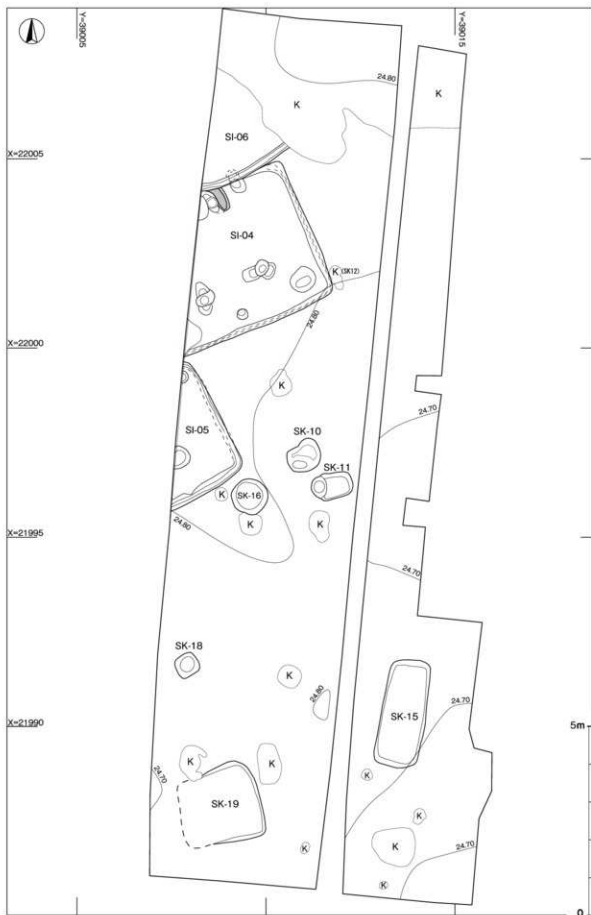 Y=39005
Y=39015
24.80
K
K
SI-06
X=22005
SI-04
K(SX12)
24.80
X=22000
K
24.70
SI-05
SK-10
SK-11
K
SK-16
K
K
24.80
X=21995
24.70
SK-18
K
24.80
24.70
SK-15
X=21990
5m
K
K
24.70
K
SK-19
K
K
K
24.70
K
0